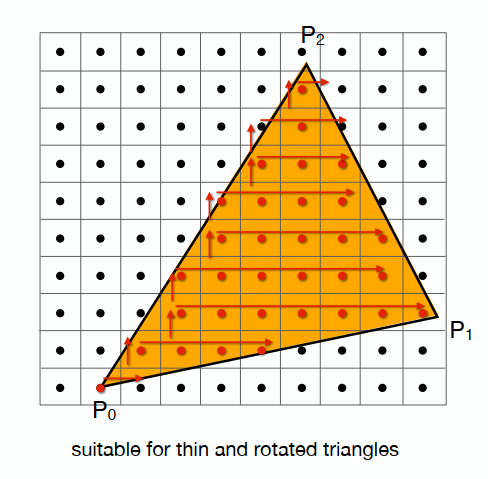 P2
P1
P0
suitable for thin and rotated triangles